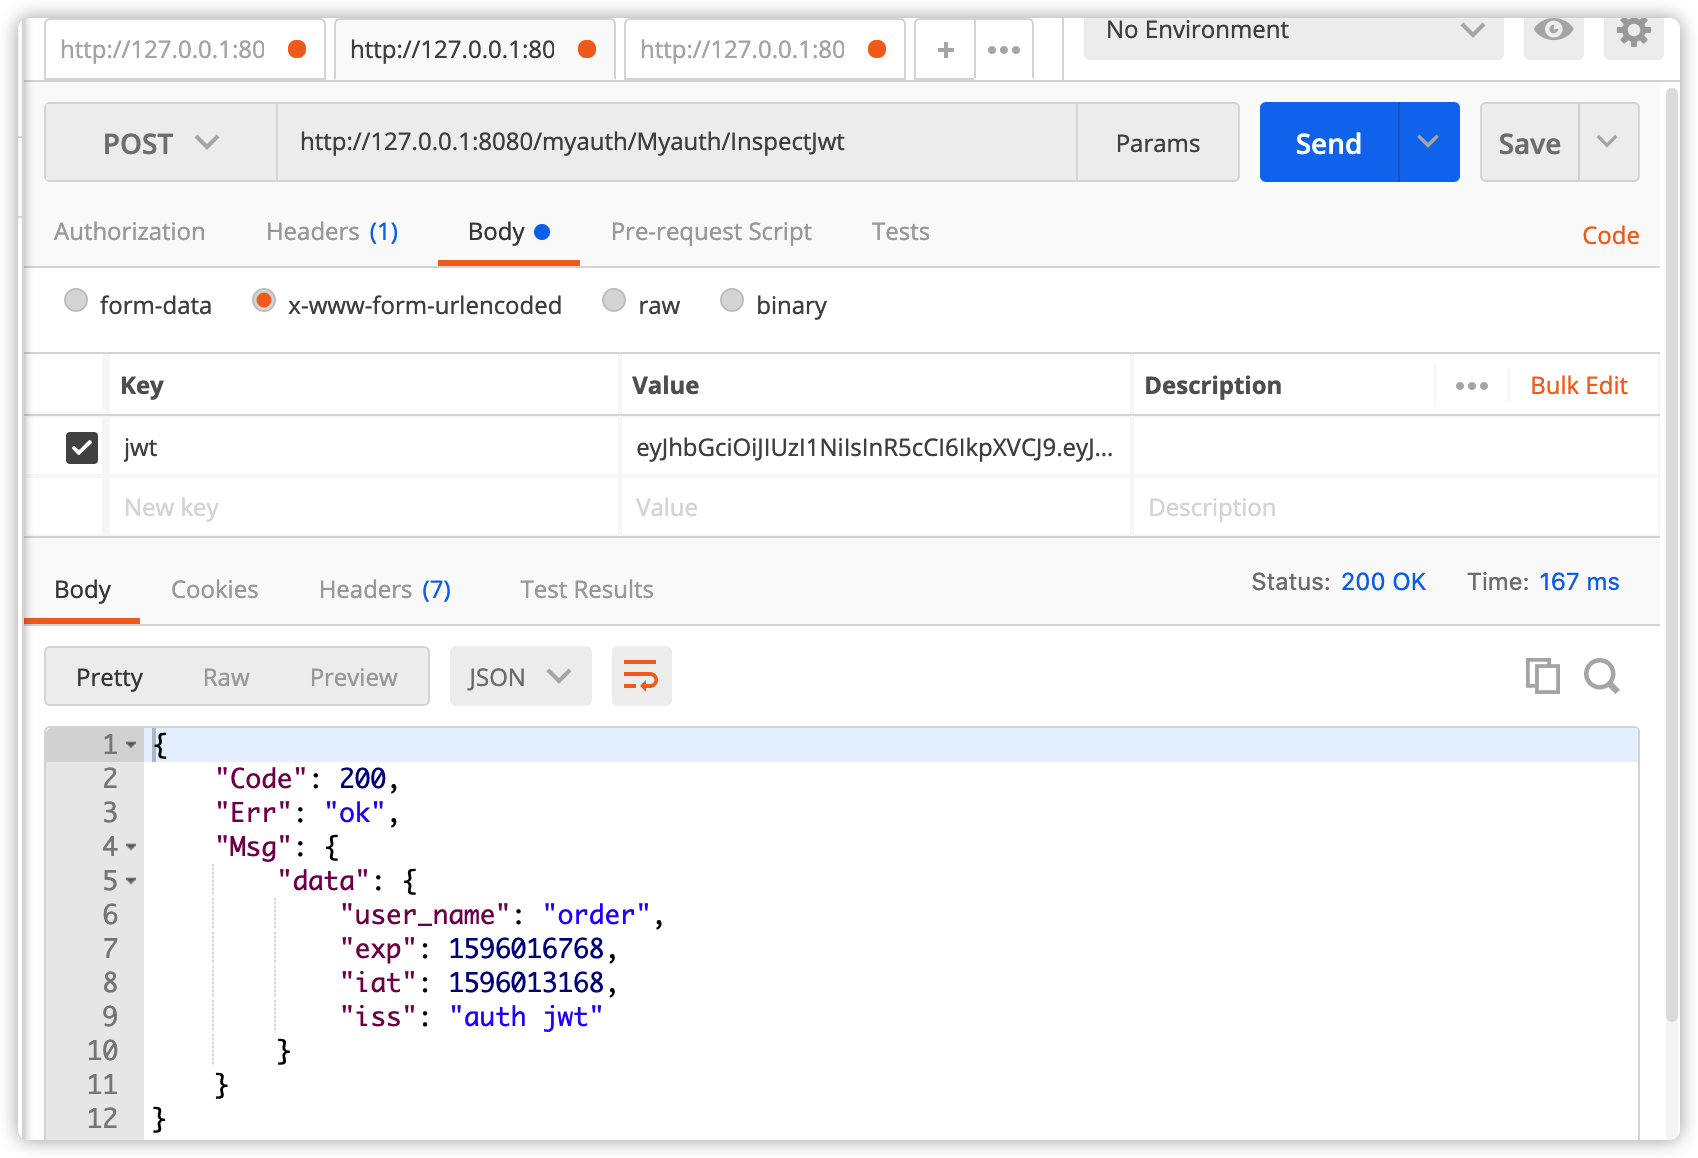 http://127.0.0.1:80 http://127.0.0.1:80 http://127.0.0.1:80 + ••• No Environment
POST http://127.0.0.1:8080/myauth/Myauth/InspectJwt Params Send Save
Authorization Headers (1) Body Pre-request Script Tests Code
form-data x-www-form-urlencoded raw binary
Key Value Description ••• Bulk Edit
jwt eyJhbGciOiJIUzI1NiIsInR5cCI6IkpXVCJ9.eyJ...
New key Value Description
Body Cookies Headers (7) Test Results Status: 200 OK Time: 167 ms
Pretty Raw Preview JSON
1 {
2 "Code": 200,
3 "Err": "ok",
4 "Msg": {
5 "data": {
6 "user_name": "order",
7 "exp": 1596016768,
8 "iat": 1596013168,
9 "iss": "auth jwt"
10 }
11 }
12 }